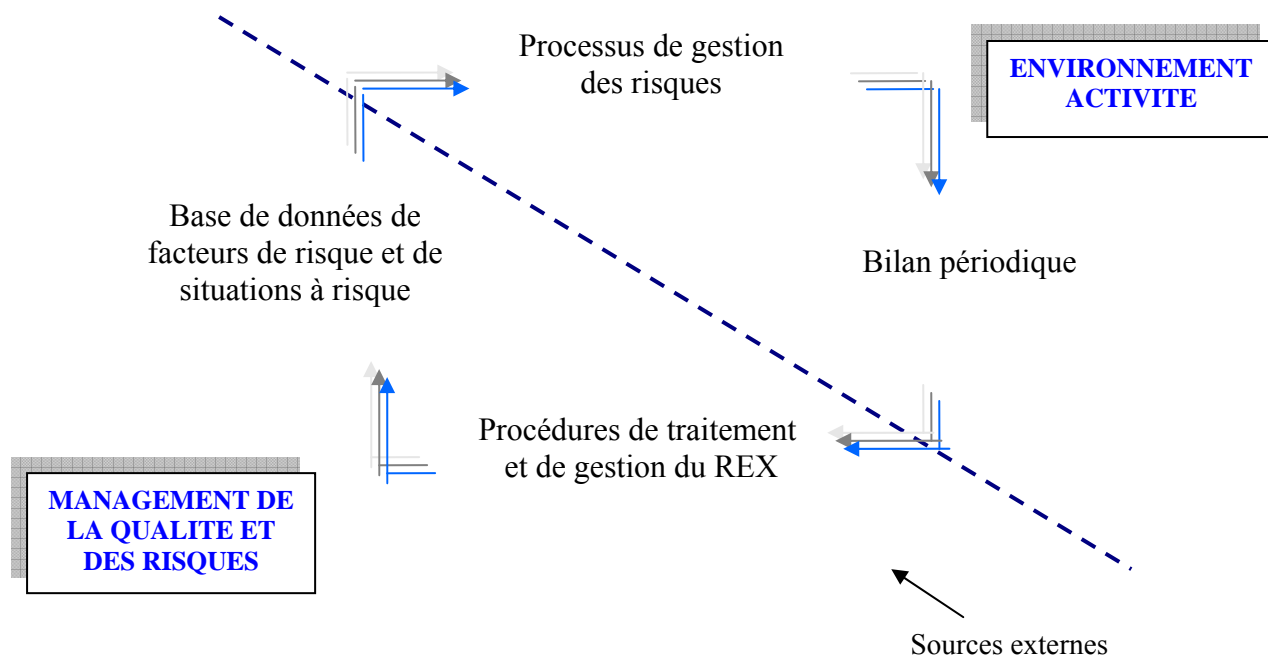 Processus de gestion
des risques
ENVIRONNEMENT
ACTIVITE
Base de données de
facteurs de risque et de
situations à risque
Bilan périodique
Procédures de traitement
et de gestion du REX
MANAGEMENT DE
LA QUALITE ET
DES RISQUES
Sources externes